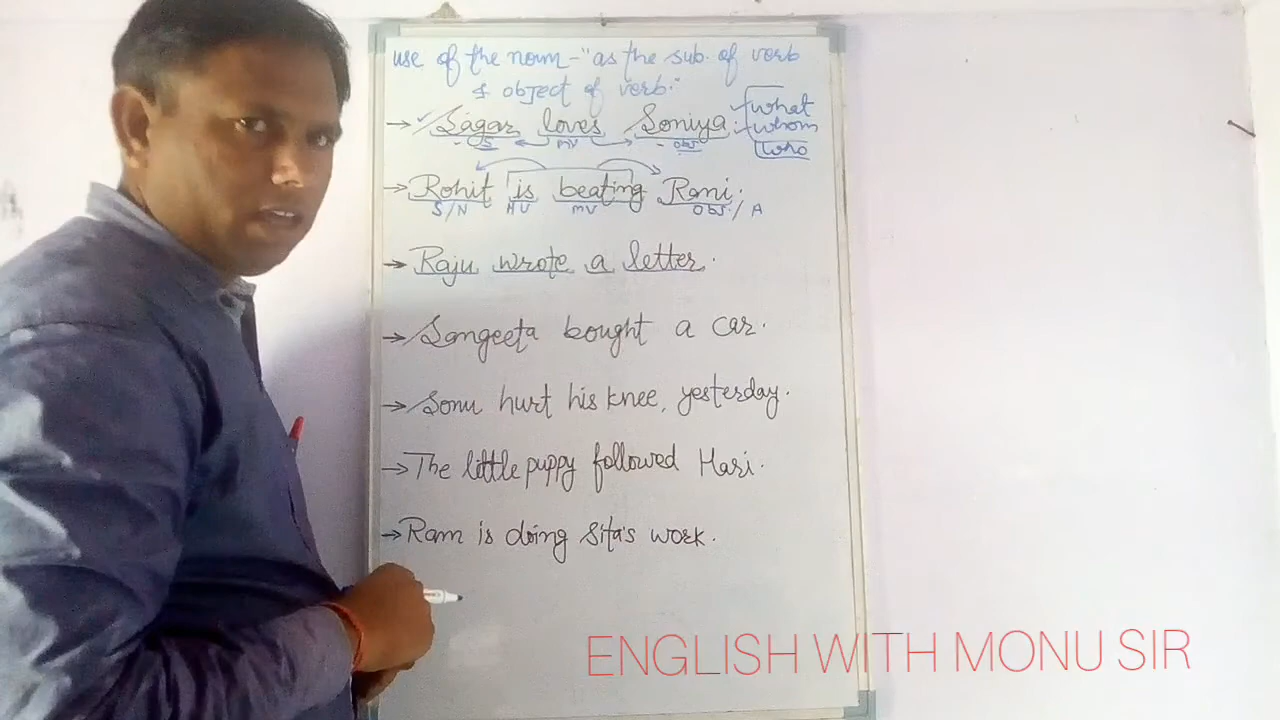 use of the noun - "as the sub. of verb
& object of verb."
→ Sagar loves Soniya. what
whom
who
S MV obj
→ Rohit is beating Rani.
S/N HV MV Obj./A
→ Raju wrote a letter.
→ Sangeeta bought a car.
→ Sonu hurt his knee, yesterday.
→ The little puppy followed Hari.
→ Ram is doing Sita's work.
ENGLISH WITH MONU SIR